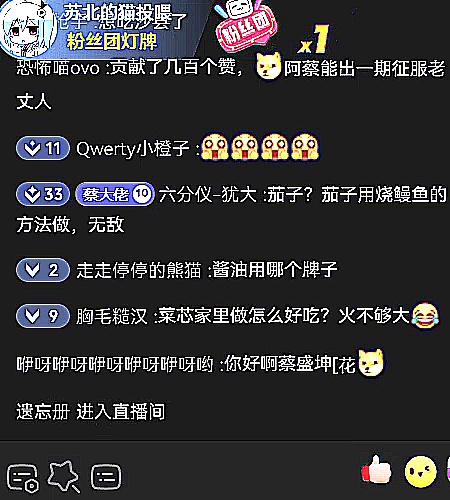 苏北的猫投喂
粉丝团灯牌
粉丝团
x1
恐怖喵ovo :贡献了几百个赞，阿蔡能出一期征服老
丈人
11 Qwerty小橙子 :
33 蔡大佬 10 六分仪-犹大 :茄子？茄子用烧鳗鱼的
方法做，无敌
2 走走停停的熊猫 :酱油用哪个牌子
9 胸毛糙汉 :菜芯家里做怎么好吃？火不够大
咿呀咿呀咿呀咿呀咿呀咿呀哟 :你好啊蔡盛坤[花
遗忘册 进入直播间